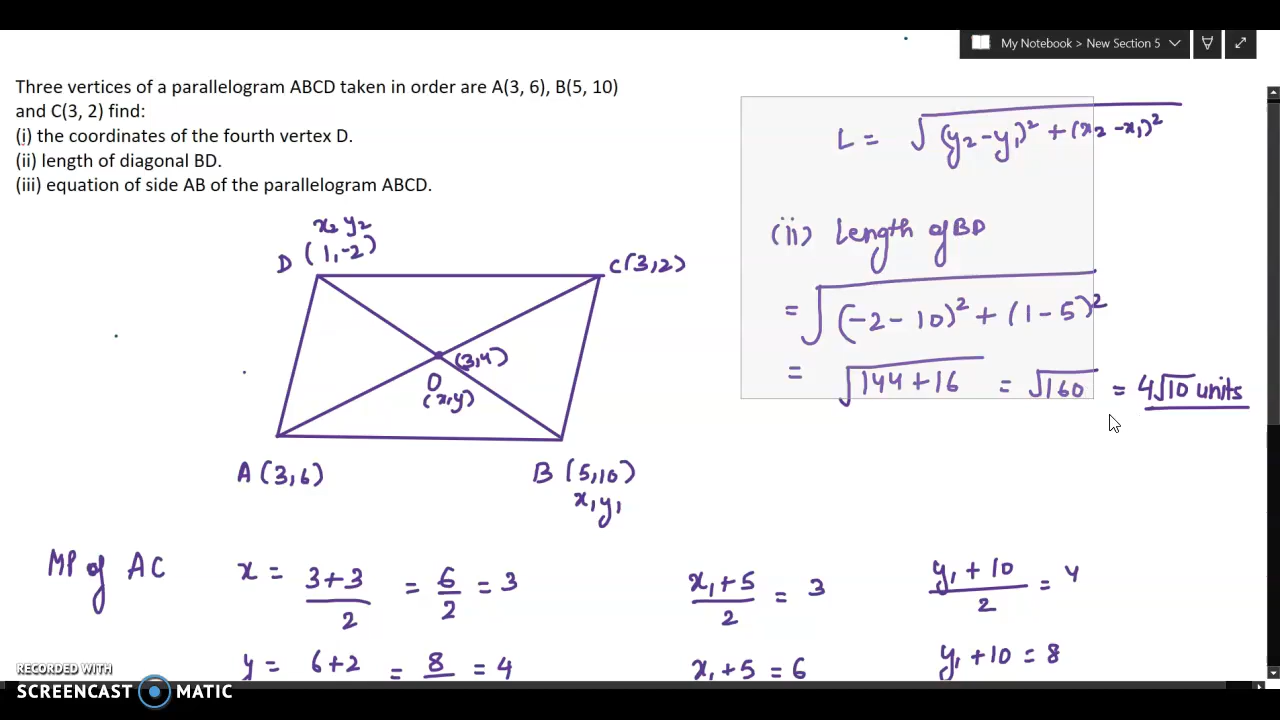 My Notebook > New Section 5
Three vertices of a parallelogram ABCD taken in order are A(3, 6), B(5, 10)
and C(3, 2) find:
(i) the coordinates of the fourth vertex D.
(ii) length of diagonal BD.
(iii) equation of side AB of the parallelogram ABCD.
L = √(y₂-y₁)² + (x₂-x₁)²
(ii) Length of BD
= √(-2-10)² + (1-5)²
= √144+16 = √160 = 4√10 units
x₂ y₂
D (1,-2)
C(3,2)
(3,4)
O
(x,y)
A (3,6)
B (5,10)
x₁ y₁
MP of AC x = 3+3/2 = 6/2 = 3
x₁+5/2 = 3
y₁+10/2 = 4
y = 6+2 = 8 = 4
x₁+5 = 6
y₁+10 = 8
RECORDED WITH
SCREENCAST MATIC